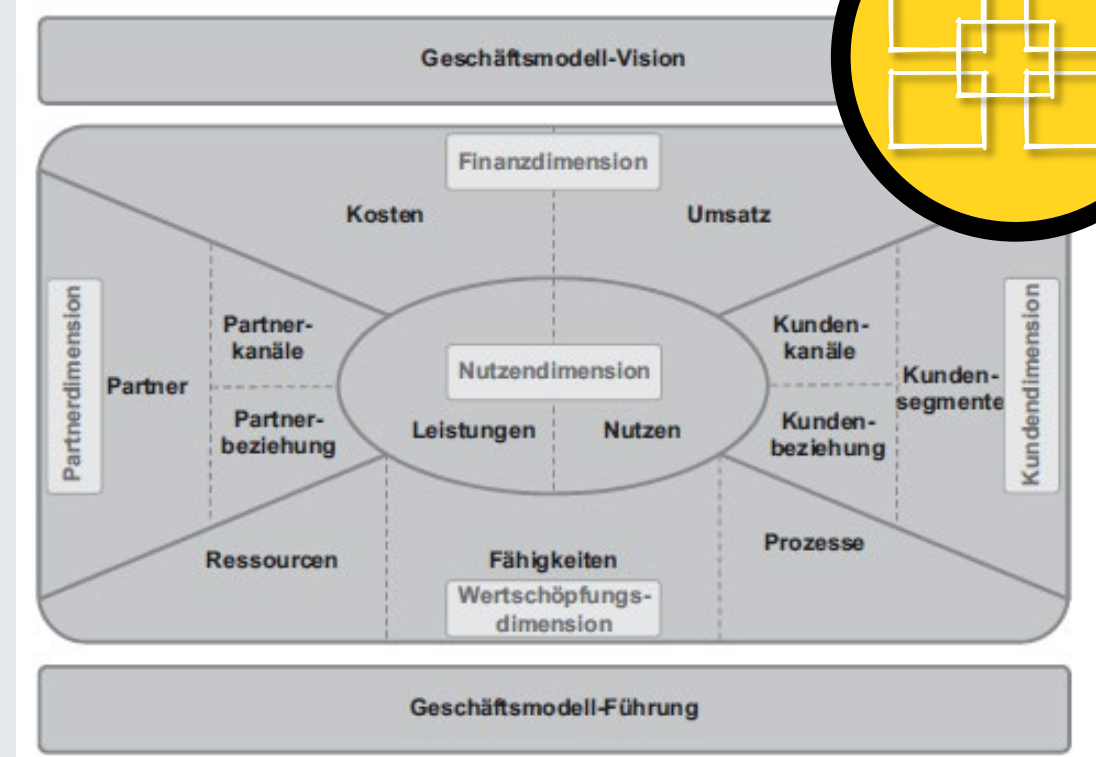 Geschäftsmodell-Vision
Finanzdimension
Kosten
Umsatz
Partnerdimension
Partner
Partner-
kanäle
Partner-
beziehung
Nutzendimension
Leistungen
Nutzen
Kunden-
kanäle
Kunden-
beziehung
Kunden-
segmente
Kundendimension
Ressourcen
Fähigkeiten
Prozesse
Wertschöpfungs-
dimension
Geschäftsmodell-Führung